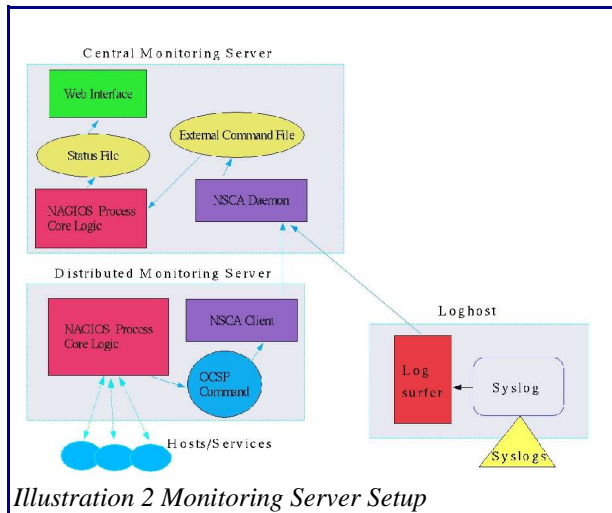 Central Monitoring Server
Web Interface
External Command File
Status File
NAGIOS Process
Core Logic
NSCA Daemon
Distributed Monitoring Server
NAGIOS Process
Core Logic
NSCA Client
OCSP
Command
Hosts/Services
Loghost
Log
surfer
Syslog
Syslogs
Illustration 2 Monitoring Server Setup